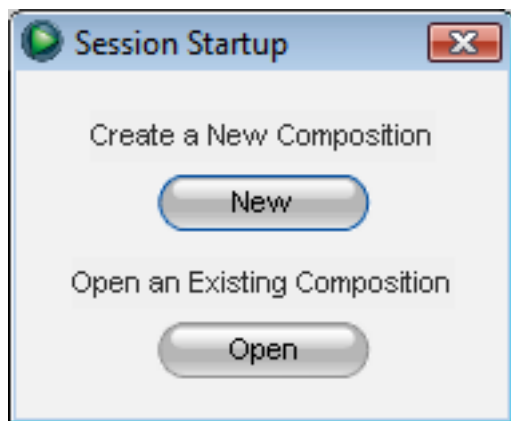 Session Startup
Create a New Composition
New
Open an Existing Composition
Open